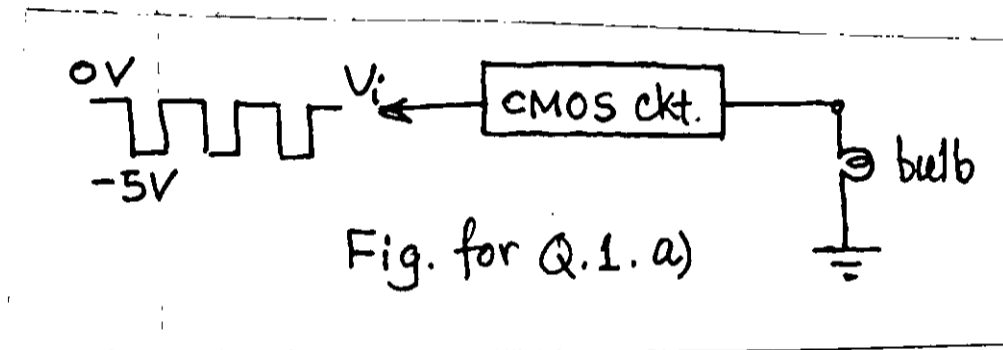 0V
Vi
CMOS ckt.
-5V
bulb
Fig. for Q.1. a)